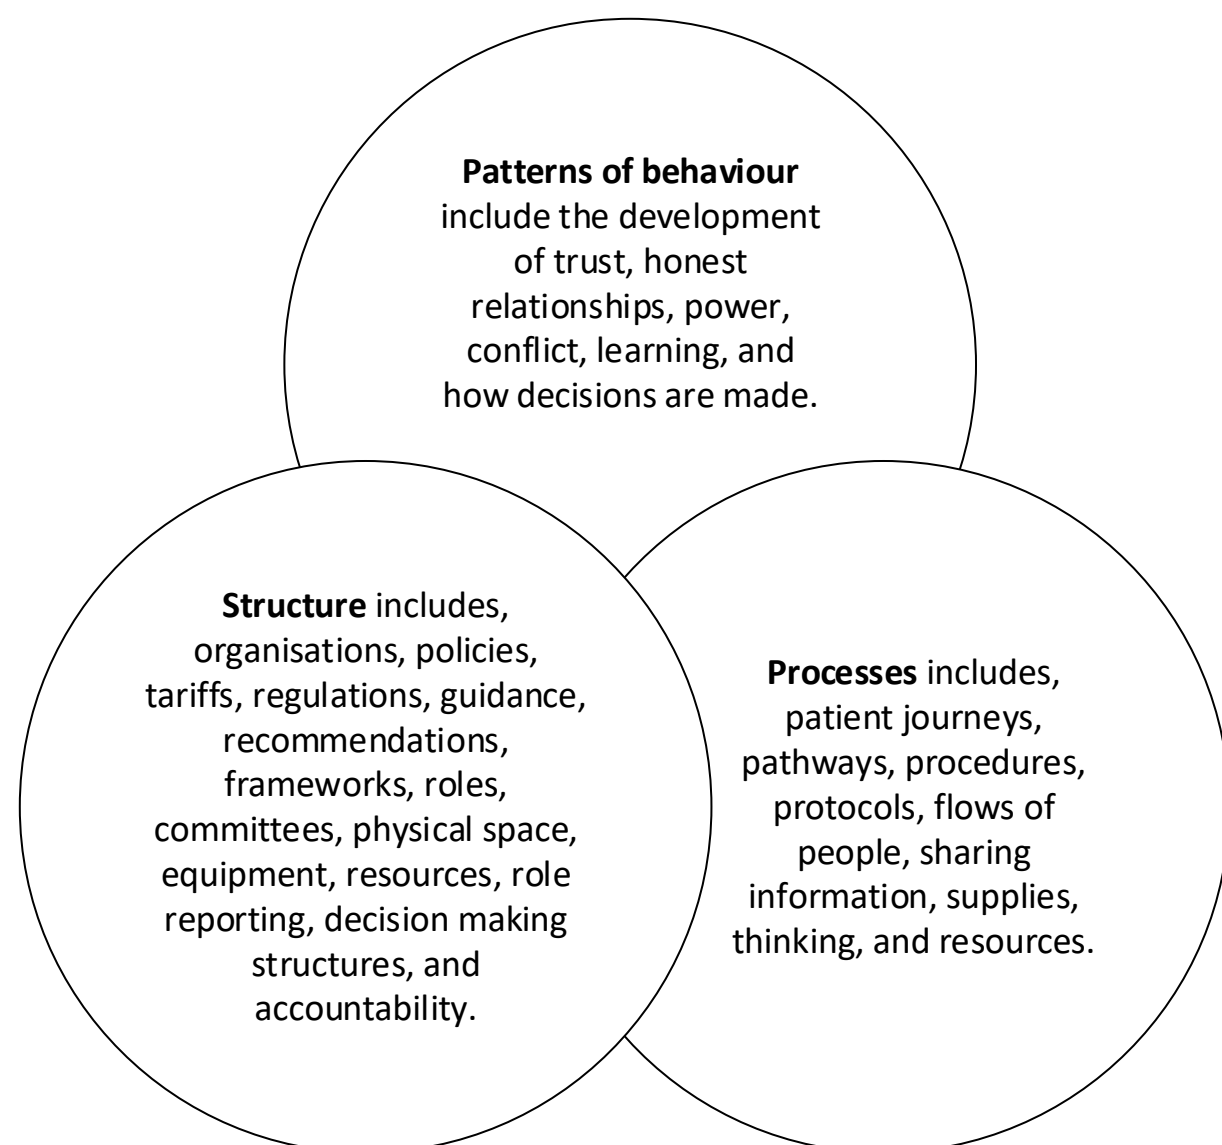 Patterns of behaviour
include the development
of trust, honest
relationships, power,
conflict, learning, and
how decisions are made.
Structure includes,
organisations, policies,
tariffs, regulations, guidance,
recommendations,
frameworks, roles,
committees, physical space,
equipment, resources, role
reporting, decision making
structures, and
accountability.
Processes includes,
patient journeys,
pathways, procedures,
protocols, flows of
people, sharing
information, supplies,
thinking, and resources.